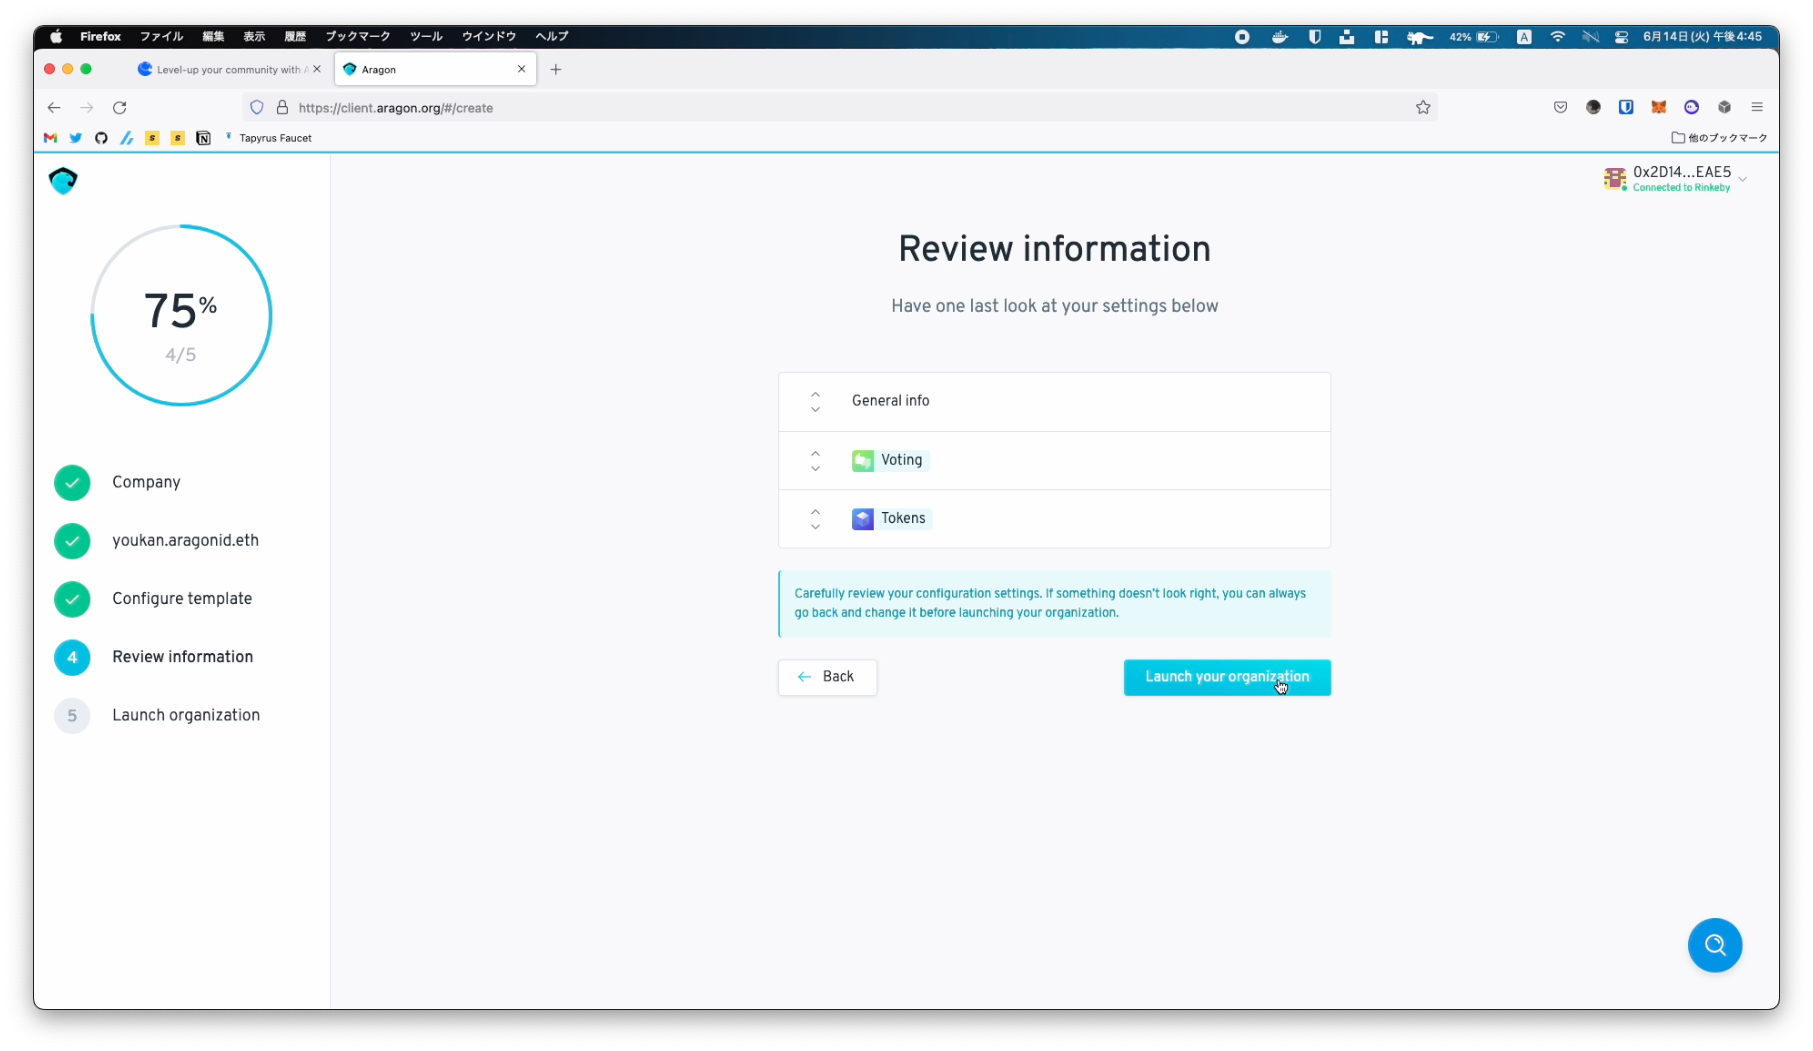 Firefox ファイル 編集 表示 履歴 ブックマーク ツール ウインドウ ヘルプ 42% A 6月14日(火) 午後4:45
Level-up your community with A
Aragon
https://client.aragon.org/#/create
S S N Tapyrus Faucet 他のブックマーク
0x2D14...EAE5
Connected to Rinkeby
75%
4/5
Company
youkan.aragonid.eth
Configure template
4 Review information
5 Launch organization
Review information
Have one last look at your settings below
General info
Voting
Tokens
Carefully review your configuration settings. If something doesn't look right, you can always
go back and change it before launching your organization.
Back
Launch your organization